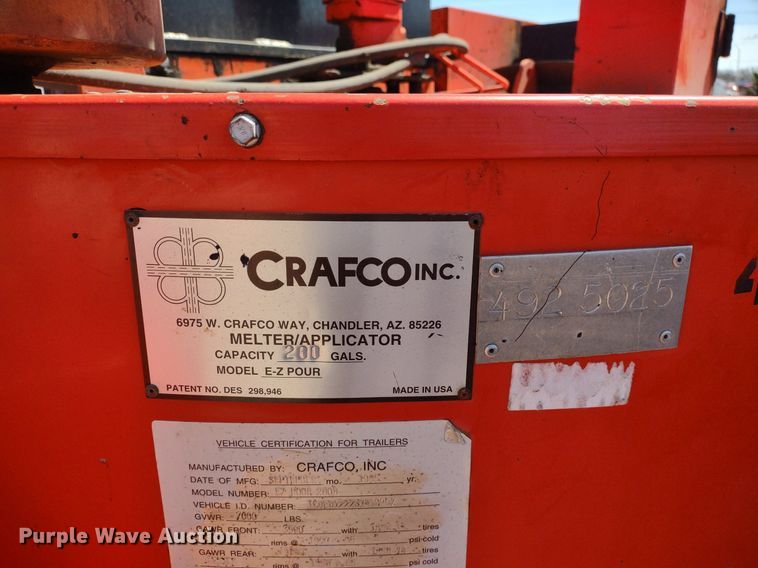 CRAFCO INC.
6975 W. CRAFCO WAY, CHANDLER, AZ. 85226
MELTER/APPLICATOR
CAPACITY 200 GALS.
MODEL E-Z POUR
PATENT NO. DES 298,946 MADE IN USA
492 5025
4
VEHICLE CERTIFICATION FOR TRAILERS
MANUFACTURED BY: CRAFCO, INC
DATE OF MFG: mo. yr.
MODEL NUMBER:
VEHICLE I.D. NUMBER:
GVWR: 7000 LBS.
GAWR FRONT: with tires
rims @ psi-cold
GAWR REAR: with tires
rims @ psi cold
Purple Wave Auction